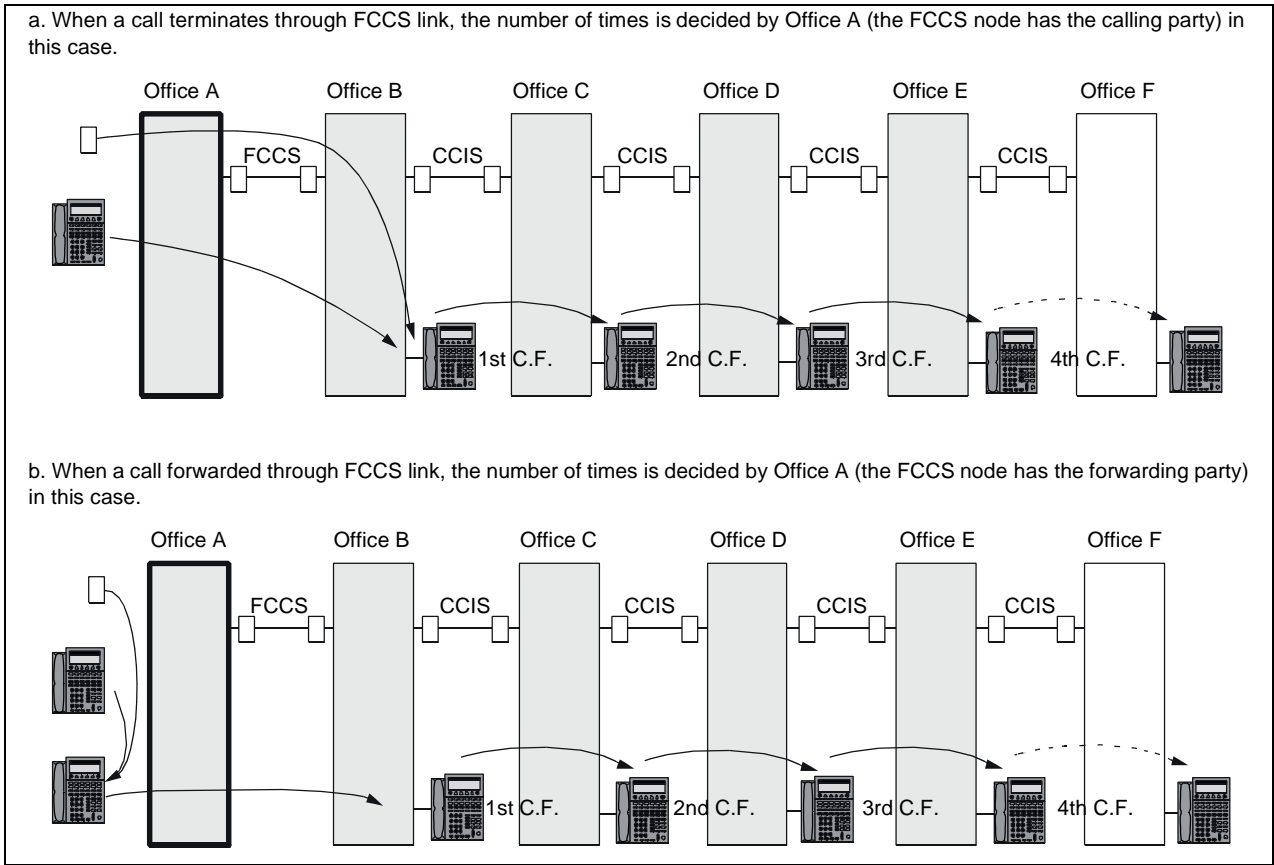 a. When a call terminates through FCCS link, the number of times is decided by Office A (the FCCS node has the calling party) in
this case.
Office A Office B Office C Office D Office E Office F
FCCS CCIS CCIS CCIS CCIS
1st C.F. 2nd C.F. 3rd C.F. 4th C.F.
b. When a call forwarded through FCCS link, the number of times is decided by Office A (the FCCS node has the forwarding party)
in this case.
Office A Office B Office C Office D Office E Office F
FCCS CCIS CCIS CCIS CCIS
1st C.F. 2nd C.F. 3rd C.F. 4th C.F.